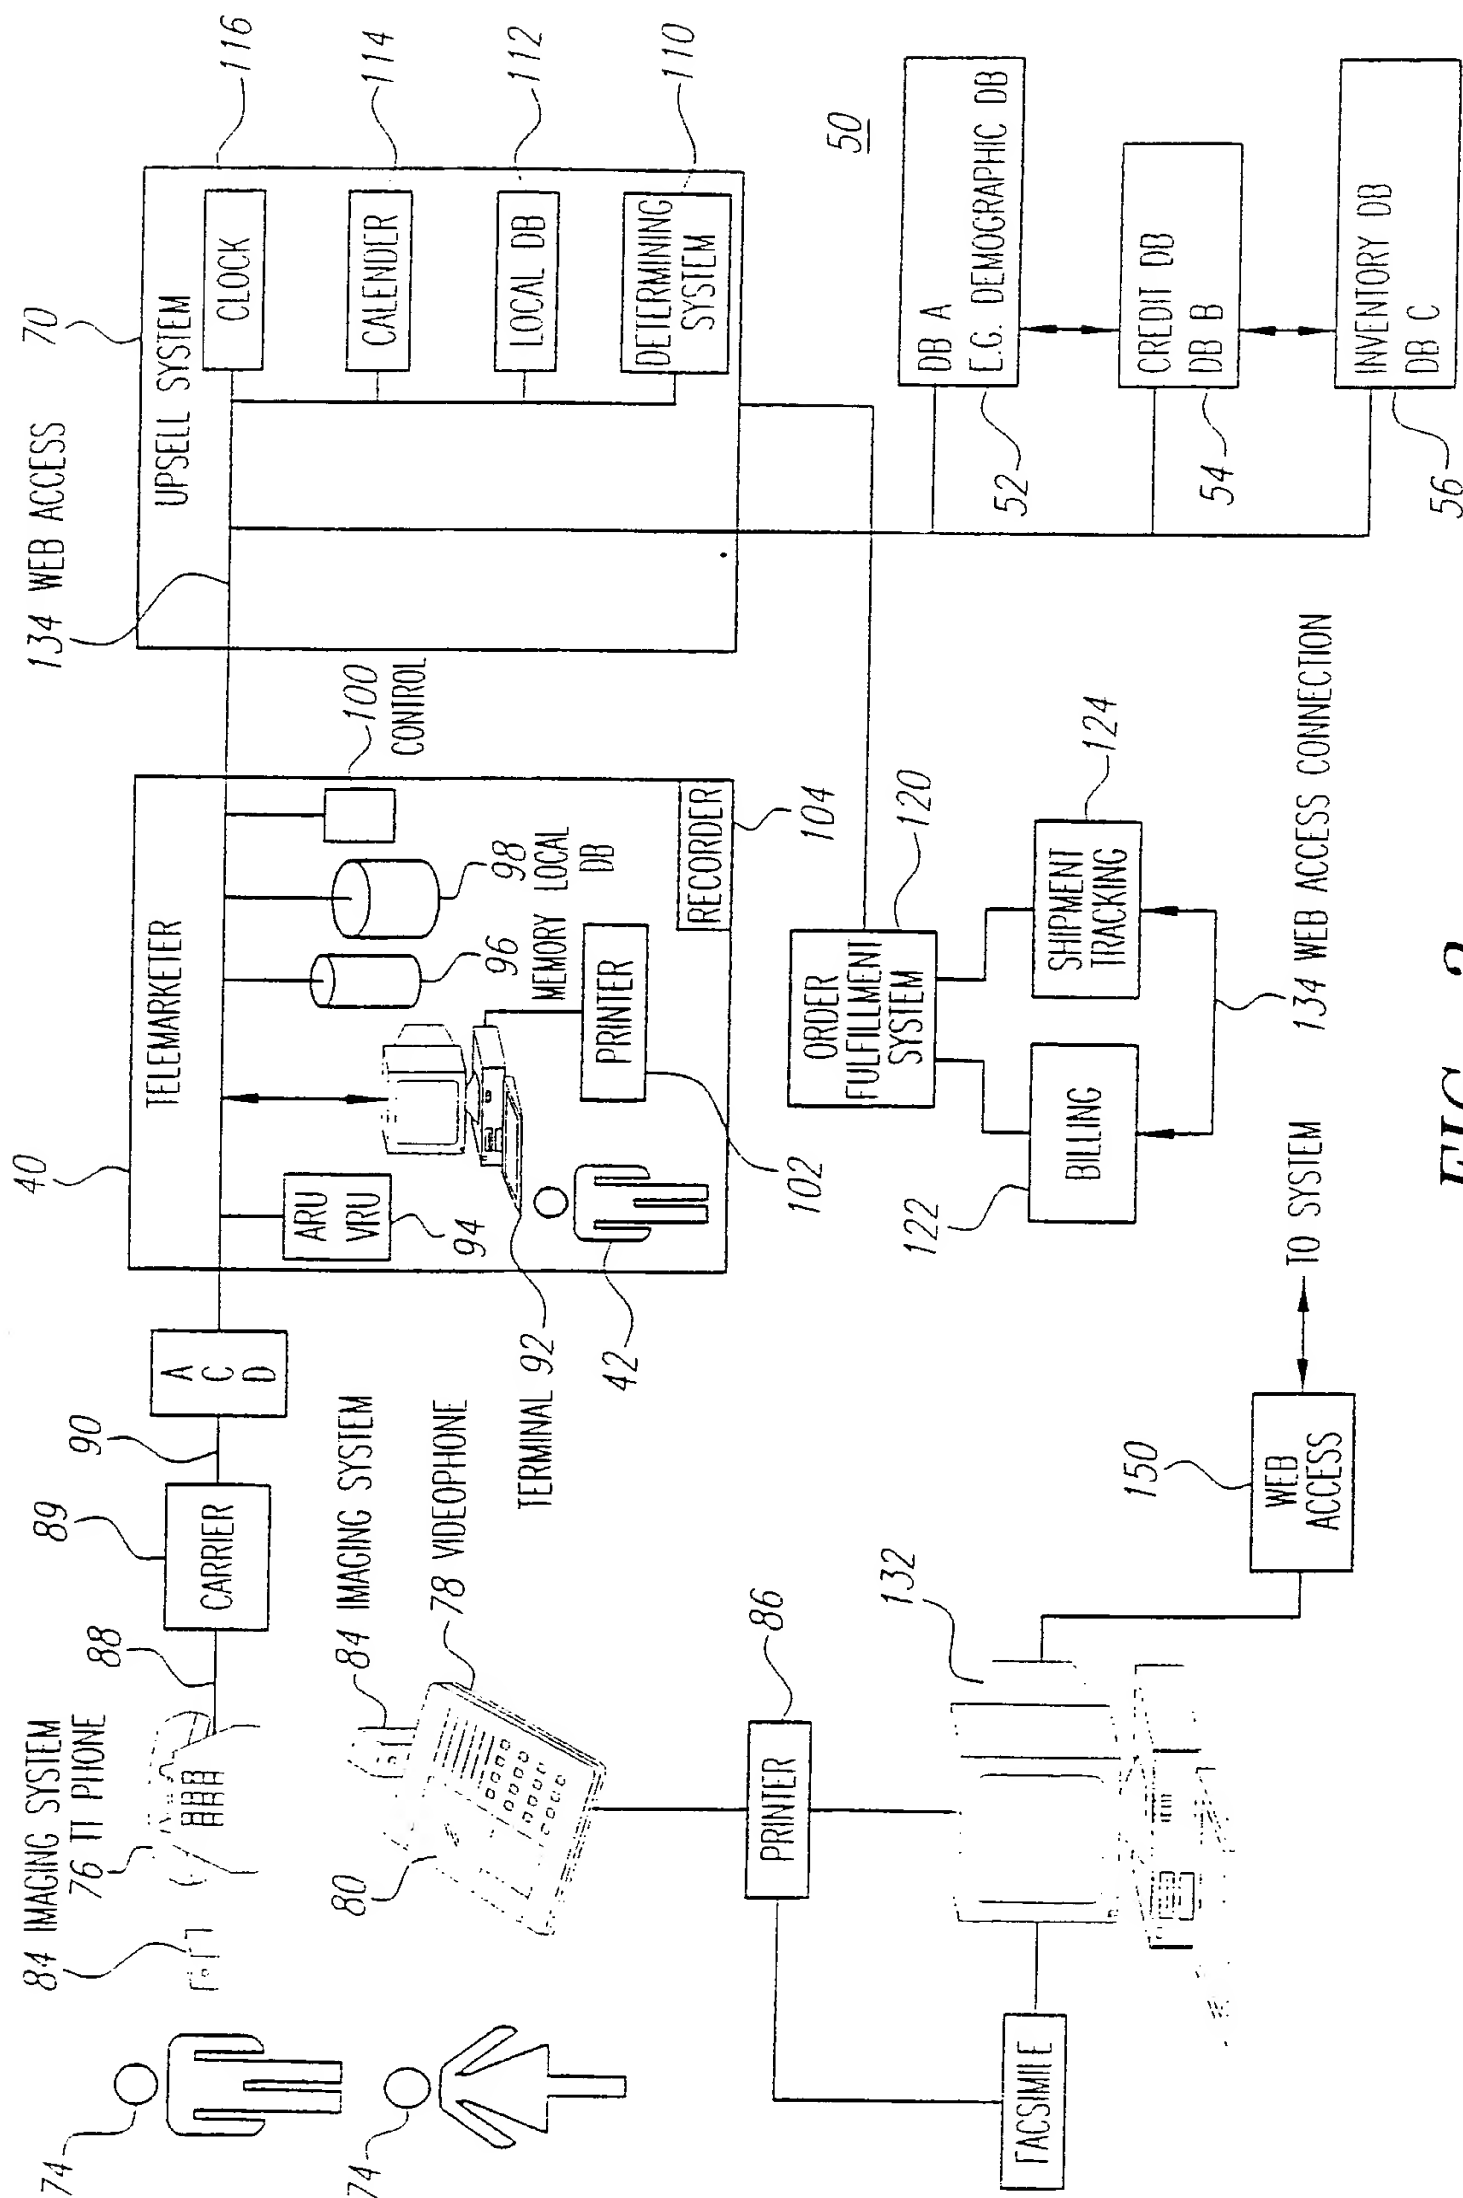 74
74
84 IMAGING SYSTEM
76 TT PHONE
88
89
CARRIER
90
A
C
D
84 IMAGING SYSTEM
78 VIDEOPHONE
80
40
TELEMARKETER
ARU
VRU
94
TERMINAL 92
42
96
MEMORY
98
LOCAL
DB
100
CONTROL
PRINTER
102
RECORDER
104
134 WEB ACCESS
70
UPSELL SYSTEM
CLOCK
116
CALENDER
114
LOCAL DB
112
DETERMINING
SYSTEM
110
50
DB A
E.G. DEMOGRAPHIC DB
52
CREDIT DB
DB B
54
INVENTORY DB
DB C
56
ORDER
FULFILLMENT
SYSTEM
120
BILLING
122
SHIPMENT
TRACKING
124
134 WEB ACCESS CONNECTION
PRINTER
86
FACSIMILE
132
WEB
ACCESS
150
TO SYSTEM